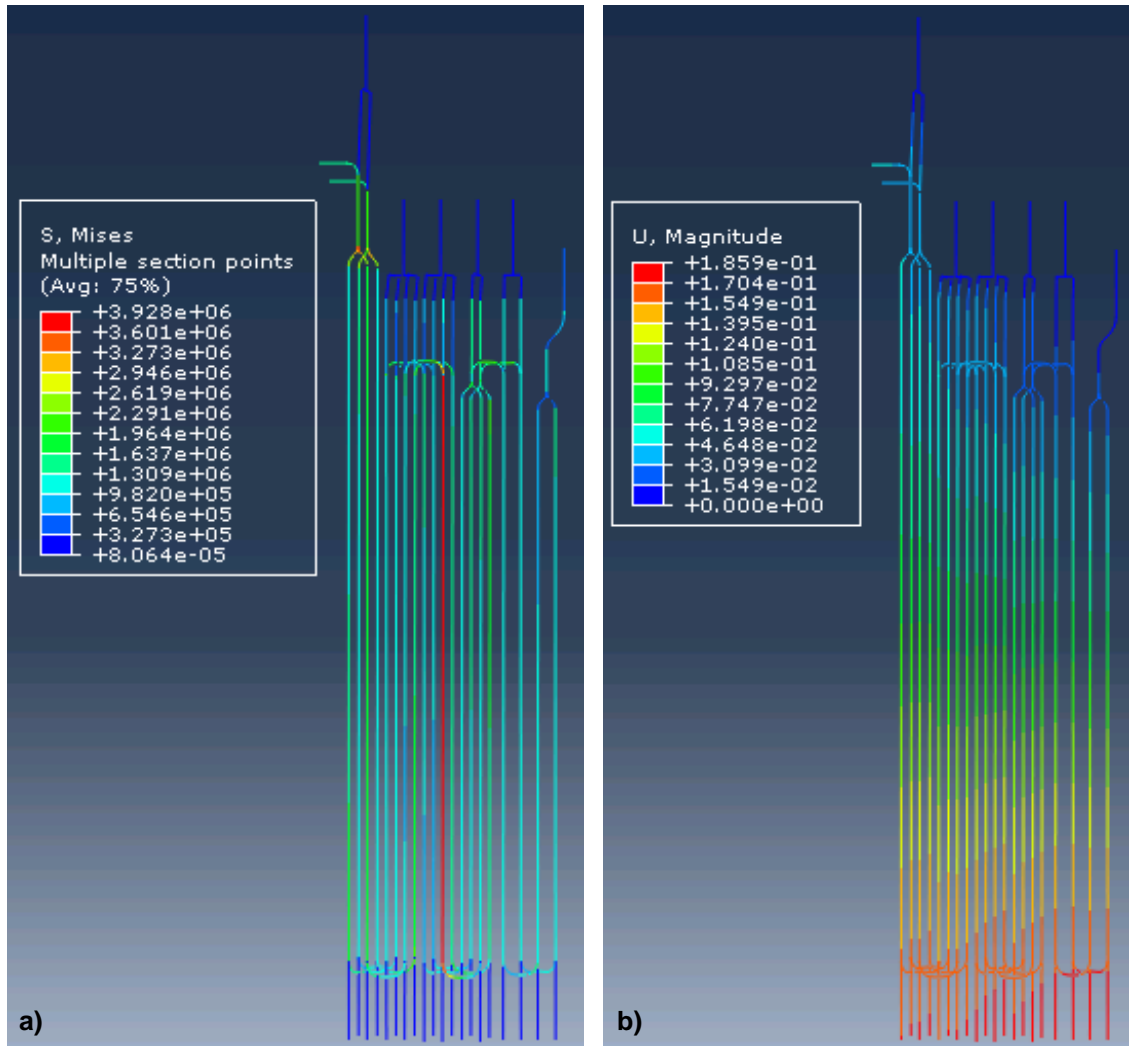 S, Mises
Multiple section points
(Avg: 75%)
+3.928e+06
+3.601e+06
+3.273e+06
+2.946e+06
+2.619e+06
+2.291e+06
+1.964e+06
+1.637e+06
+1.309e+06
+9.820e+05
+6.546e+05
+3.273e+05
+8.064e-05
a)
U, Magnitude
+1.859e-01
+1.704e-01
+1.549e-01
+1.395e-01
+1.240e-01
+1.085e-01
+9.297e-02
+7.747e-02
+6.198e-02
+4.648e-02
+3.099e-02
+1.549e-02
+0.000e+00
b)